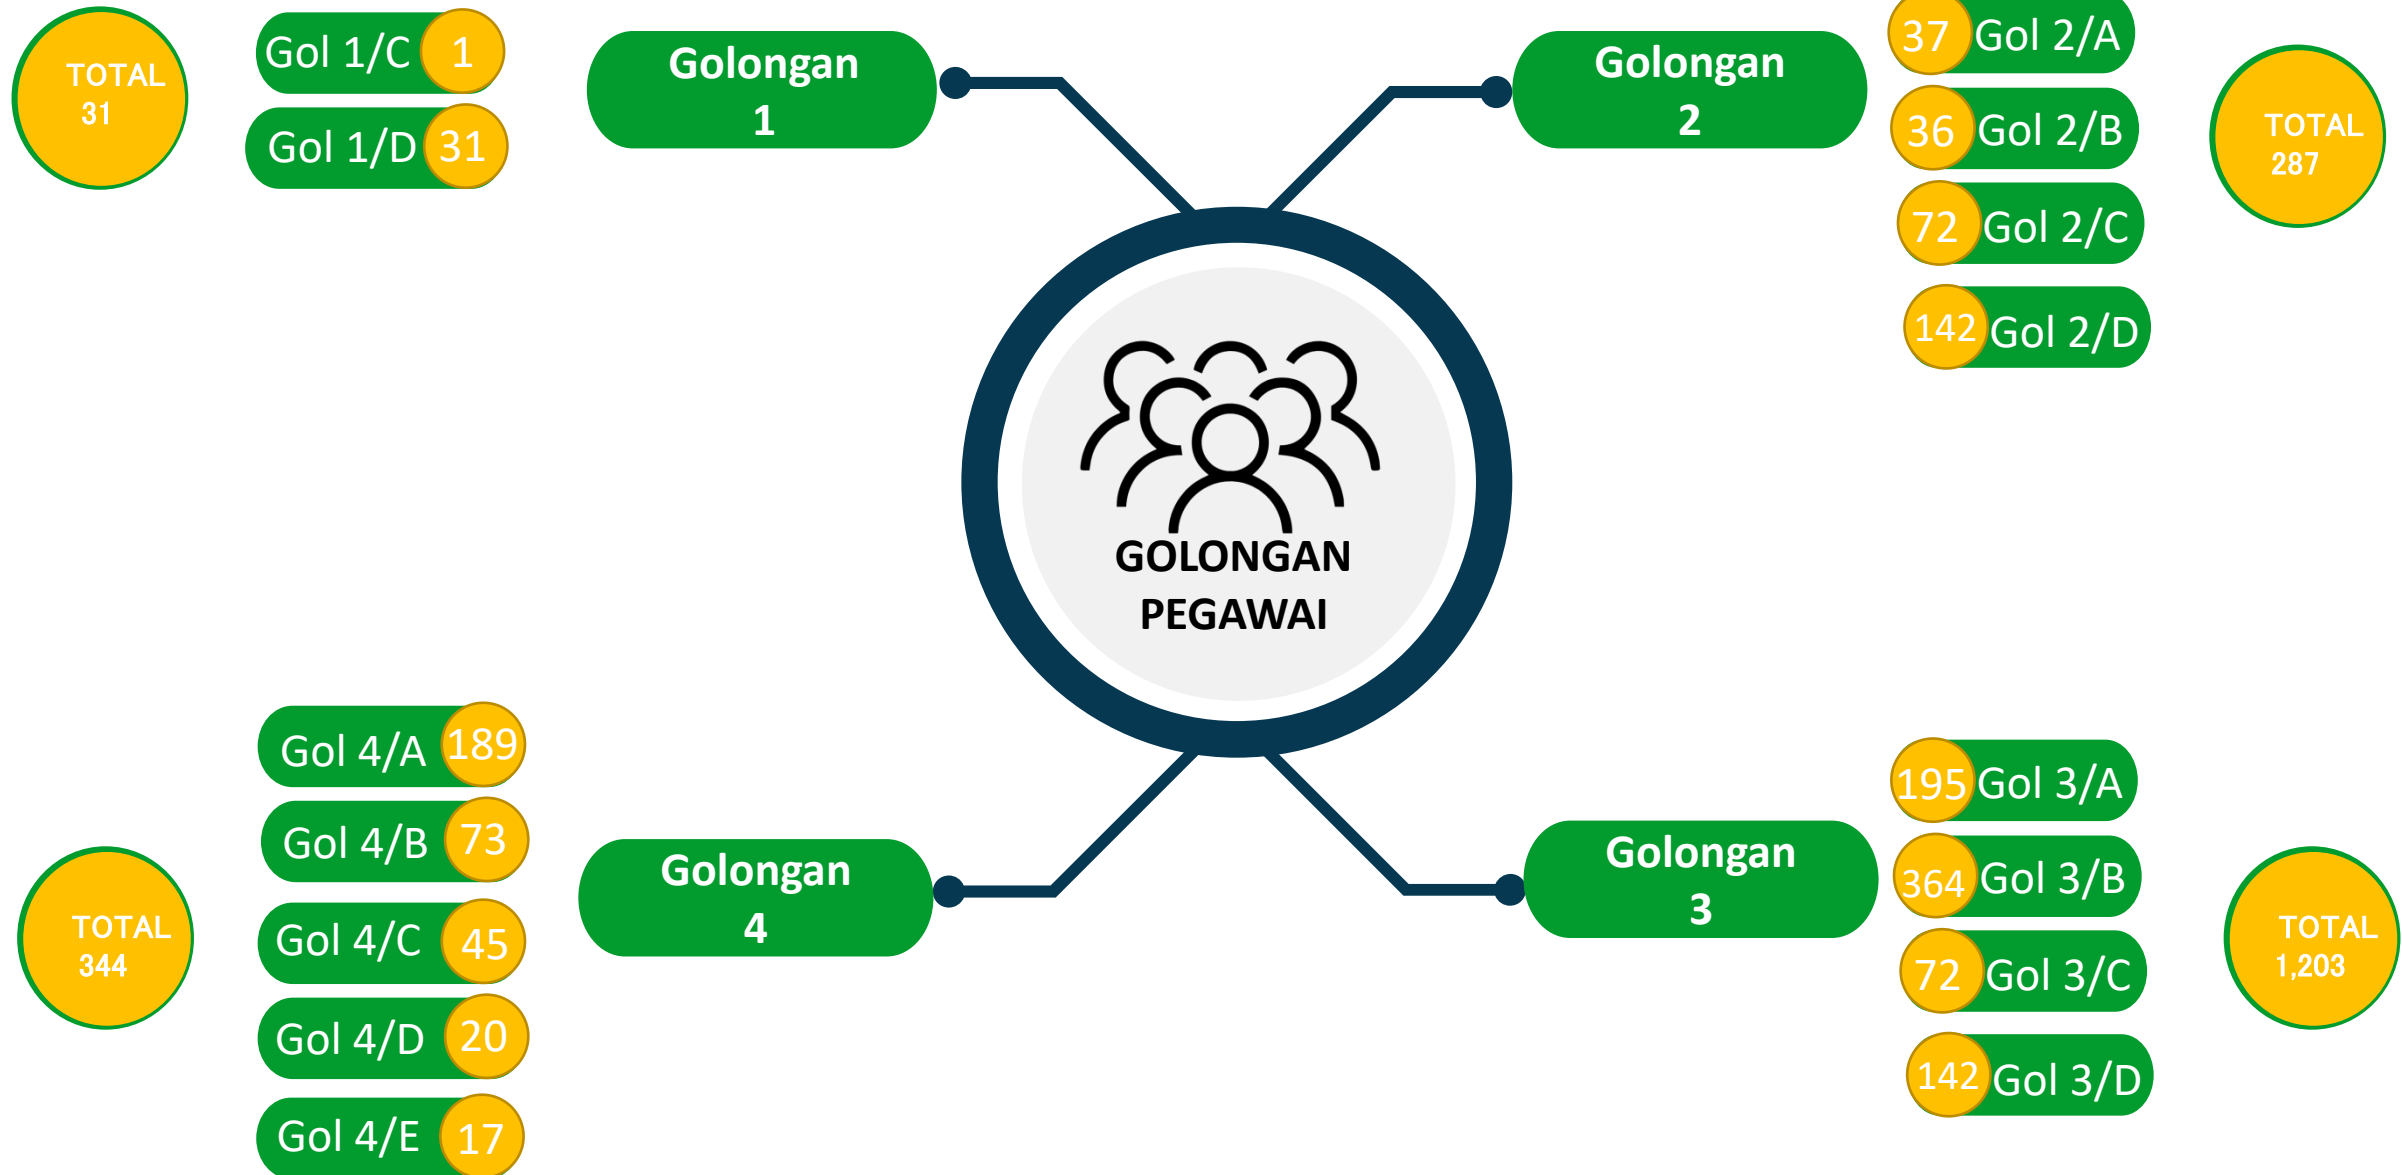 TOTAL
31
Gol 1/C 1
Gol 1/D 31
Golongan
1
Golongan
2
37 Gol 2/A
36 Gol 2/B
72 Gol 2/C
142 Gol 2/D
TOTAL
287
GOLONGAN
PEGAWAI
TOTAL
344
Gol 4/A 189
Gol 4/B 73
Gol 4/C 45
Gol 4/D 20
Gol 4/E 17
Golongan
4
Golongan
3
195 Gol 3/A
364 Gol 3/B
72 Gol 3/C
142 Gol 3/D
TOTAL
1,203